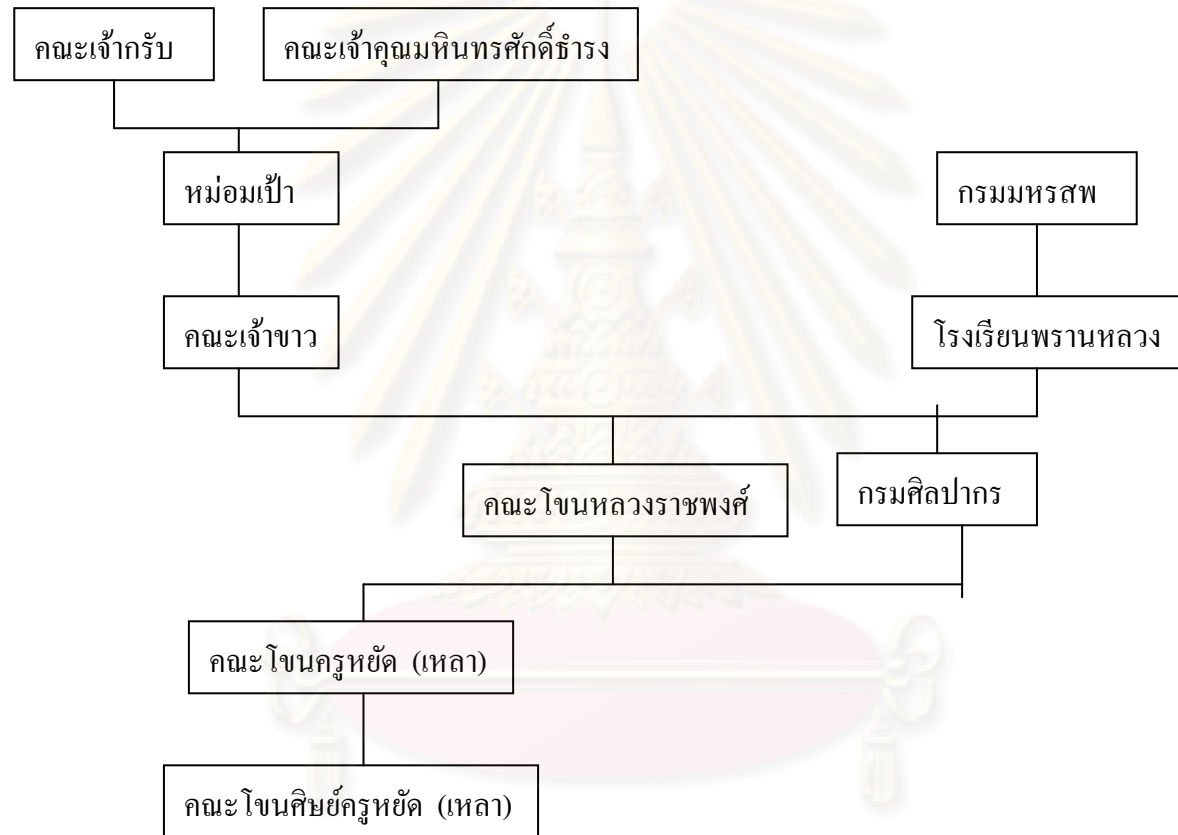 คณะเจ้ากรับ
คณะเจ้าคุณมหินทรศักดิ์ธำรง
หม่อมเป้า
กรมมหรสพ
คณะเจ้าขาว
โรงเรียนพรานหลวง
คณะโขนหลวงราชพงศ์
กรมศิลปากร
คณะโขนครูหยัด (เหลา)
คณะโขนศิษย์ครูหยัด (เหลา)